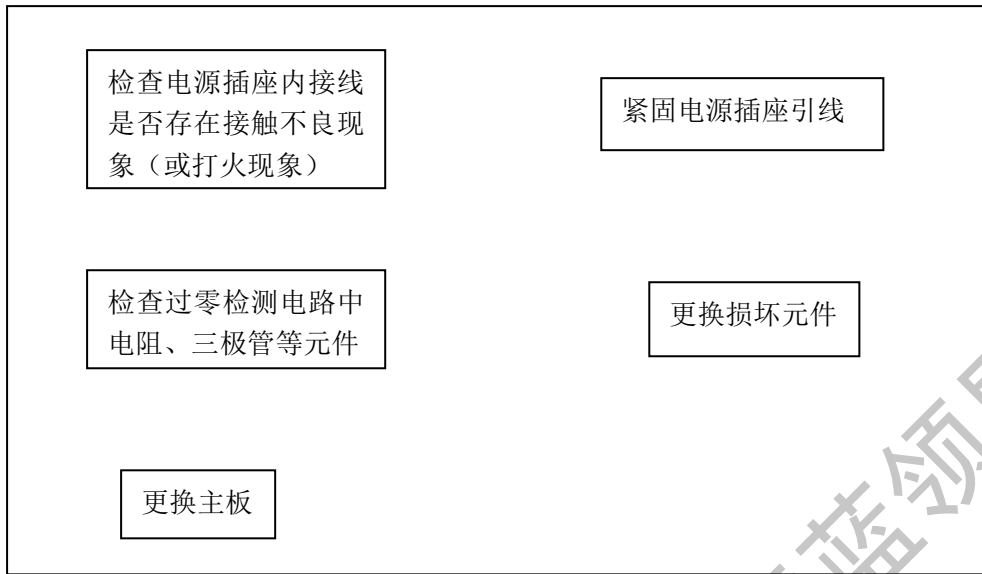 检查电源插座内接线
是否存在接触不良现
象（或打火现象）
紧固电源插座引线
检查过零检测电路中
电阻、三极管等元件
更换损坏元件
更换主板
蓝领